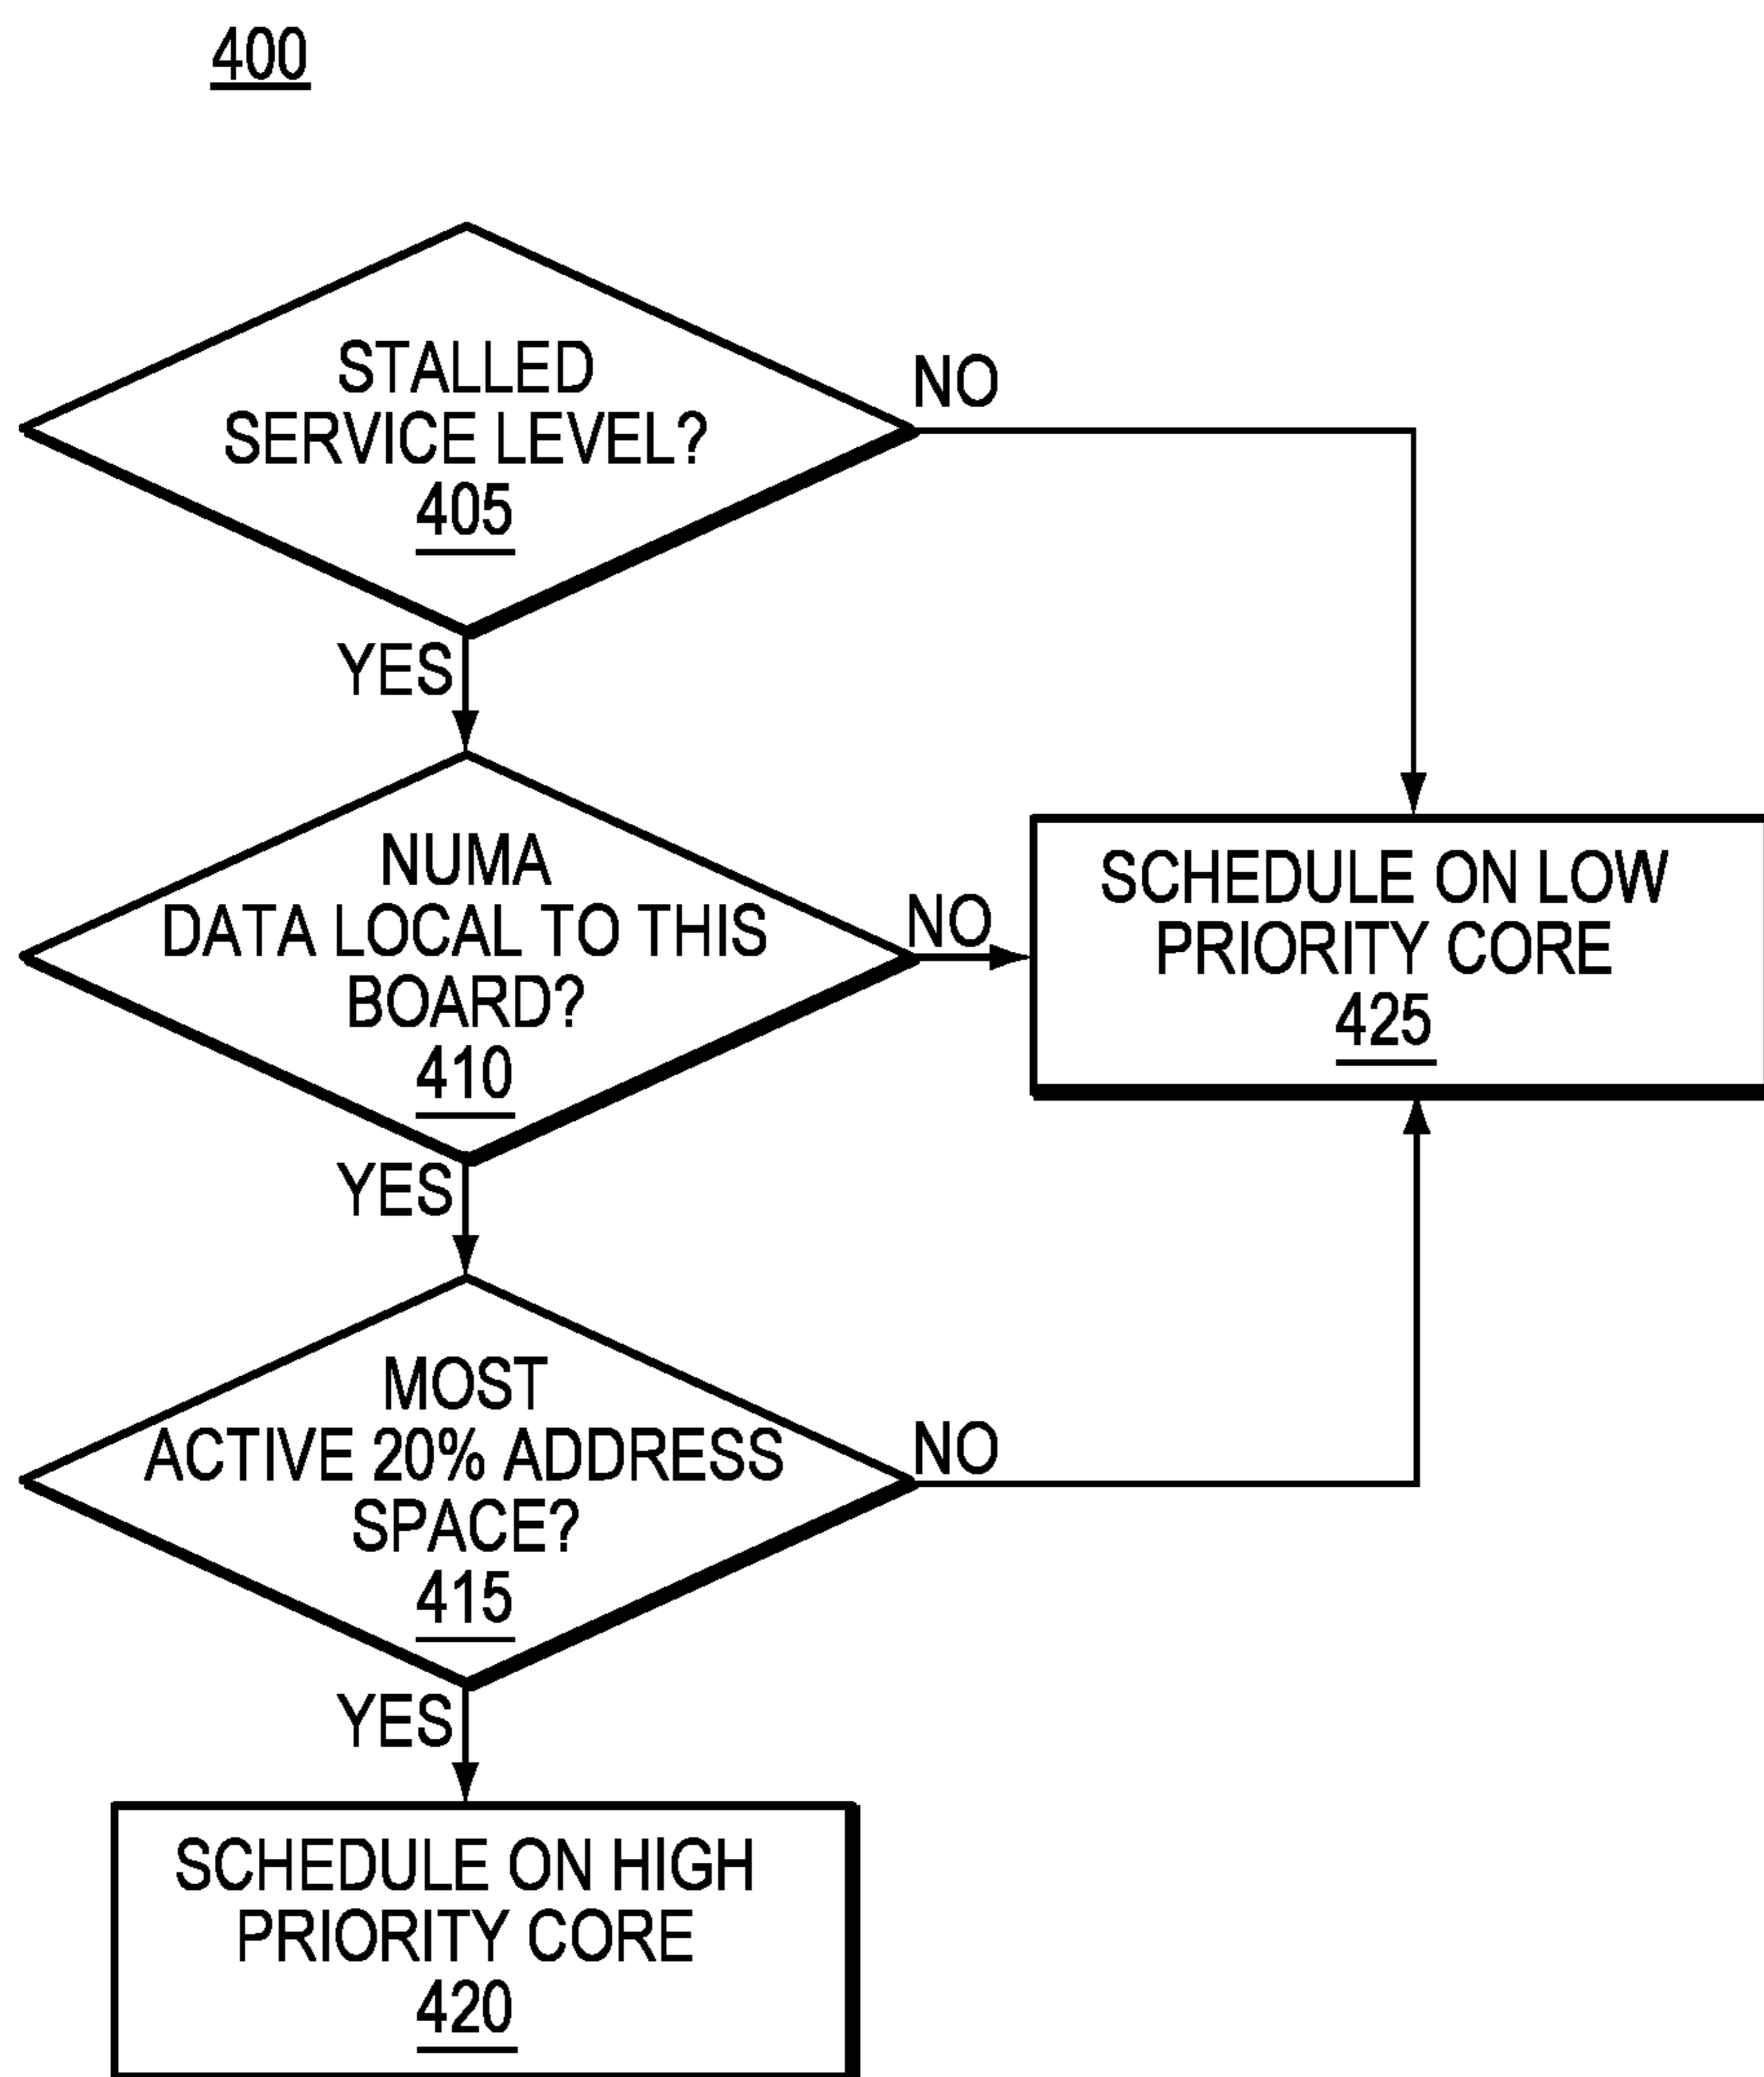 400
STALLED
SERVICE LEVEL?
405
NO
YES
NUMA
DATA LOCAL TO THIS
BOARD?
410
NO
SCHEDULE ON LOW
PRIORITY CORE
425
YES
MOST
ACTIVE 20% ADDRESS
SPACE?
415
NO
YES
SCHEDULE ON HIGH
PRIORITY CORE
420